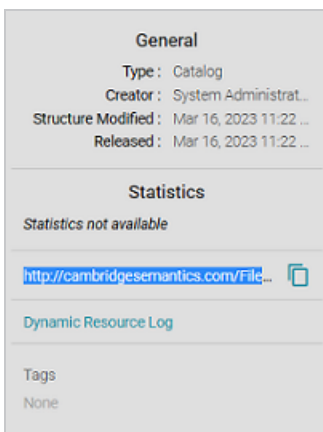 General
Type : Catalog
Creator : System Administrat...
Structure Modified : Mar 16, 2023 11:22 ...
Released : Mar 16, 2023 11:22 ...
Statistics
Statistics not available
http://cambridgesemantics.com/File...
Dynamic Resource Log
Tags
None